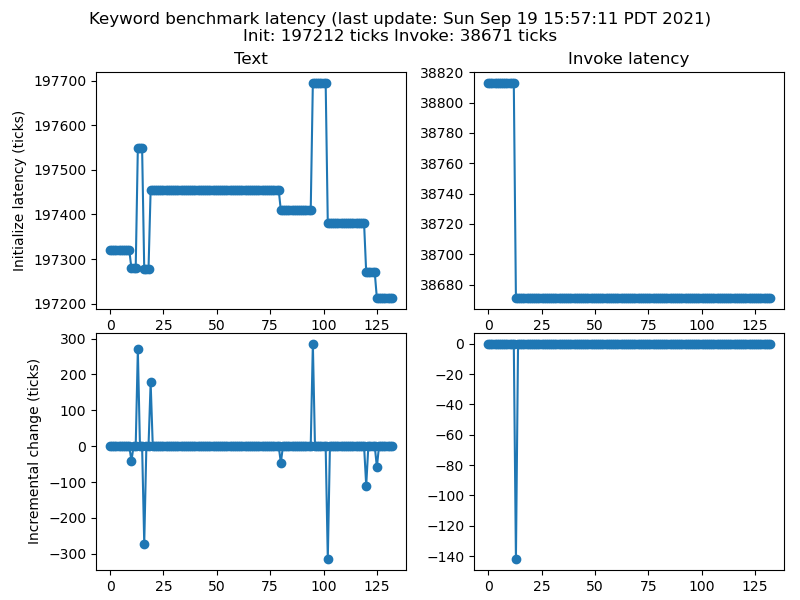 Keyword benchmark latency (last update: Sun Sep 19 15:57:11 PDT 2021)
Init: 197212 ticks Invoke: 38671 ticks
Text
Initialize latency (ticks)
197700
197600
197500
197400
197300
197200
0 25 50 75 100 125
Invoke latency
38820
38800
38780
38760
38740
38720
38700
38680
0 25 50 75 100 125
Incremental change (ticks)
300
200
100
0
−100
−200
−300
0 25 50 75 100 125
0
−20
−40
−60
−80
−100
−120
−140
0 25 50 75 100 125